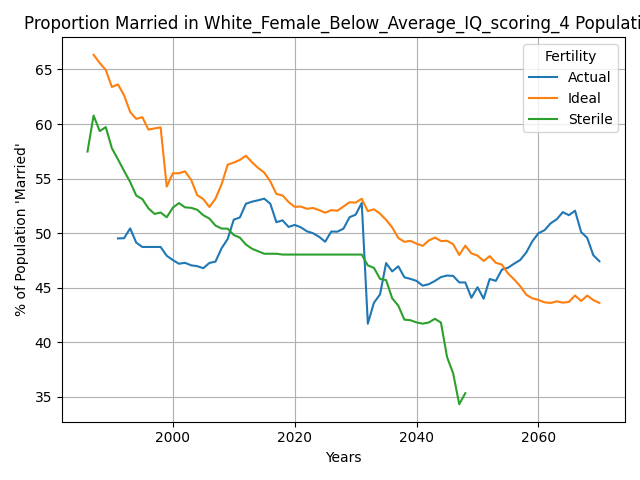 Proportion Married in White_Female_Below_Average_IQ_scoring_4 Populati
Fertility
Actual
Ideal
Sterile
% of Population 'Married'
65
60
55
50
45
40
35
2000
2020
2040
2060
Years